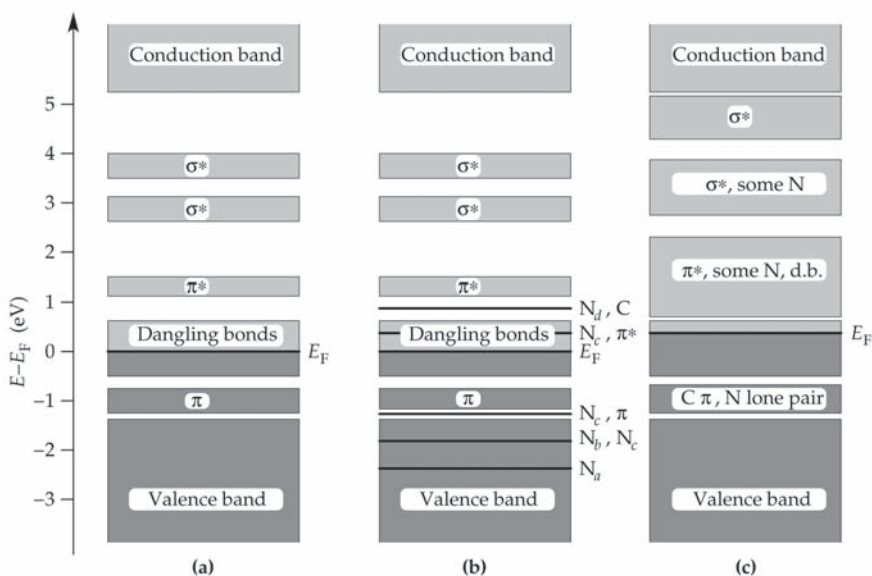 E−E_F (eV)
5
4
3
2
1
0
−1
−2
−3
Conduction band
σ*
σ*
π*
Dangling bonds
E_F
π
Valence band
(a)
Conduction band
σ*
σ*
π*
N_d , C
Dangling bonds
N_c , π*
E_F
π
N_c , π
N_b , N_c
N_a
Valence band
(b)
Conduction band
σ*
σ*, some N
π*, some N, d.b.
E_F
C π, N lone pair
Valence band
(c)